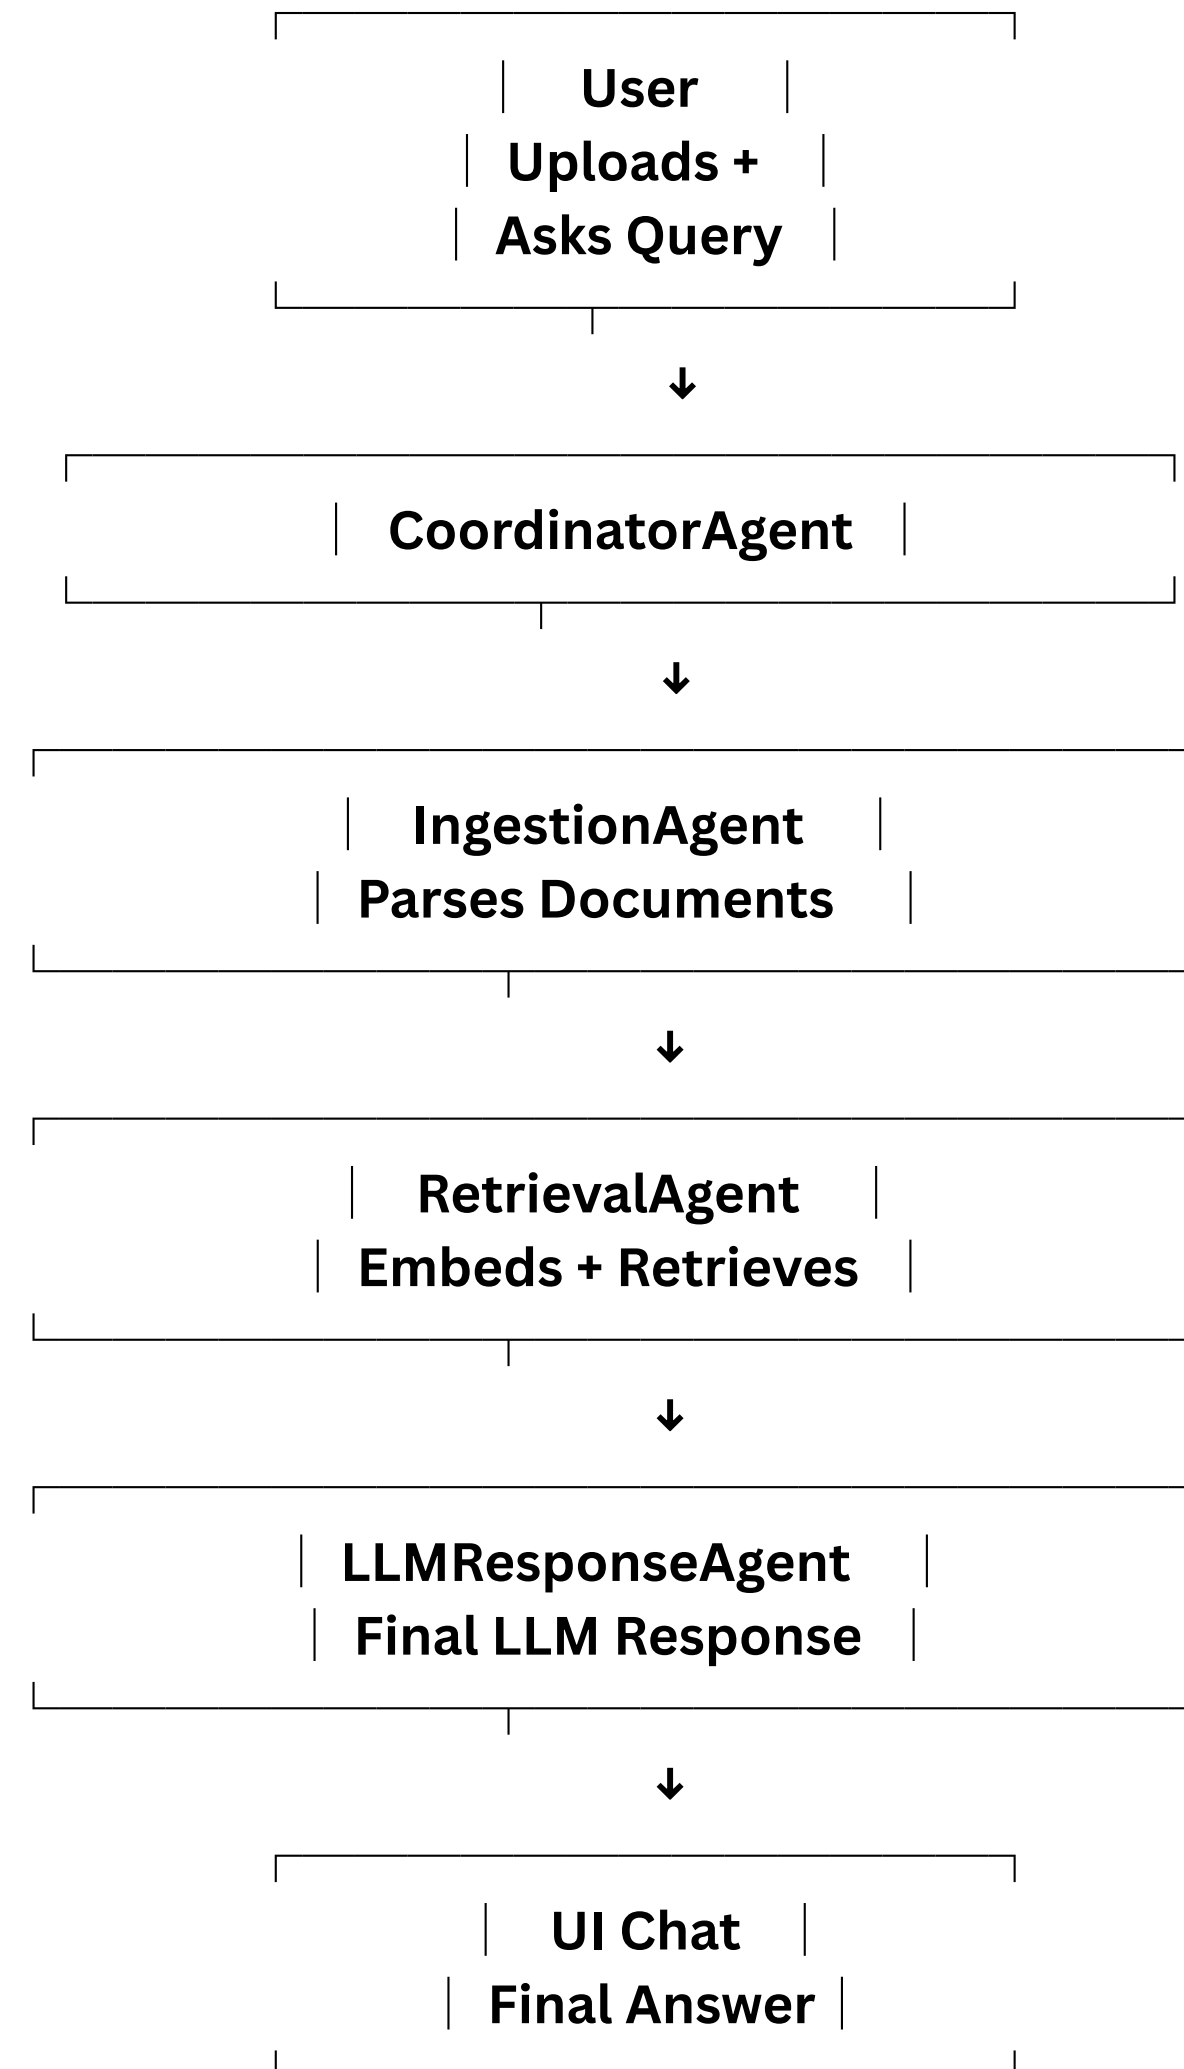 User
Uploads +
Asks Query
↓
CoordinatorAgent
↓
IngestionAgent
Parses Documents
↓
RetrievalAgent
Embeds + Retrieves
↓
LLMResponseAgent
Final LLM Response
↓
UI Chat
Final Answer